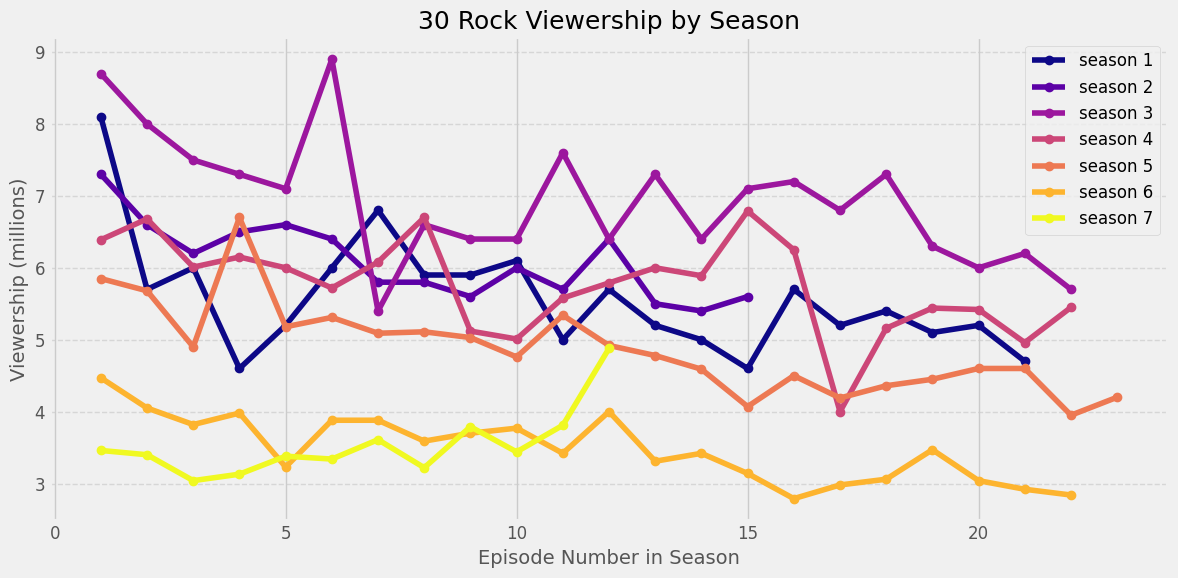 30 Rock Viewership by Season
9
8
7
6
5
4
3
Viewership (millions)
0 5 10 15 20
Episode Number in Season
season 1
season 2
season 3
season 4
season 5
season 6
season 7